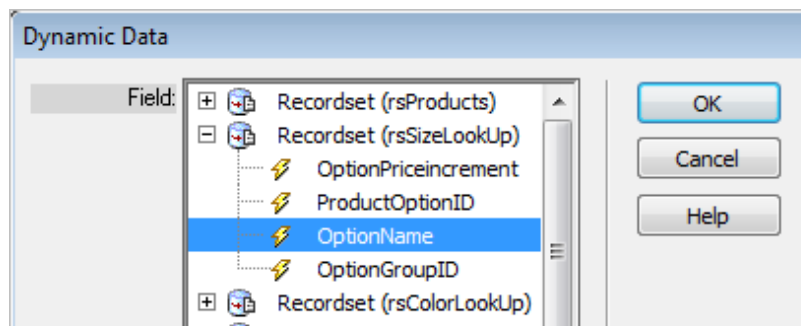 Dynamic Data
Field:
Recordset (rsProducts)
OK
Recordset (rsSizeLookUp)
Cancel
OptionPriceincrement
ProductOptionID
Help
OptionName
OptionGroupID
Recordset (rsColorLookUp)